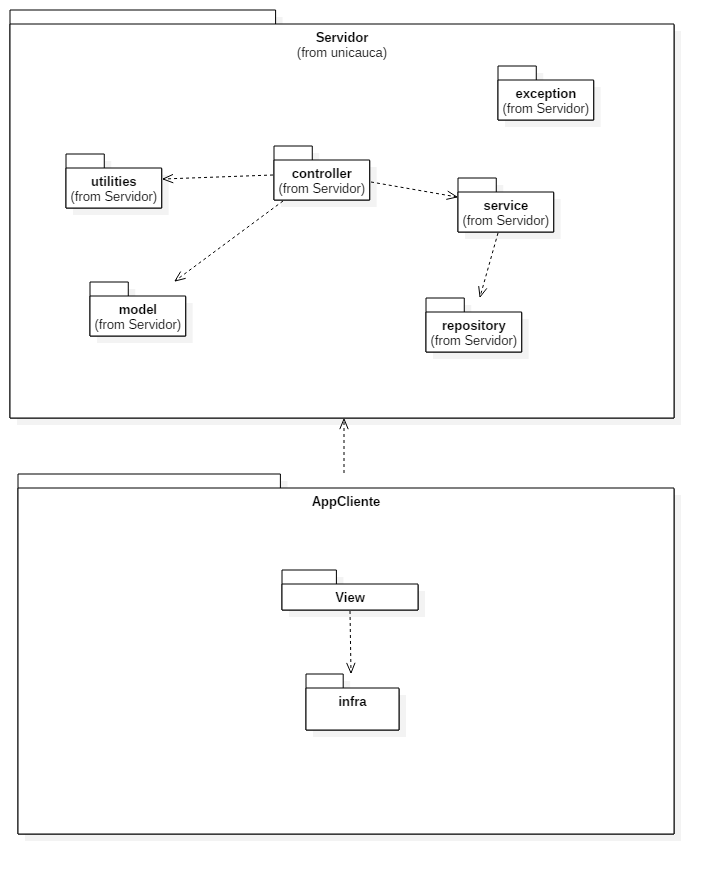 Servidor
(from unicauca)
exception
(from Servidor)
utilities
(from Servidor)
controller
(from Servidor)
service
(from Servidor)
model
(from Servidor)
repository
(from Servidor)
AppCliente
View
infra